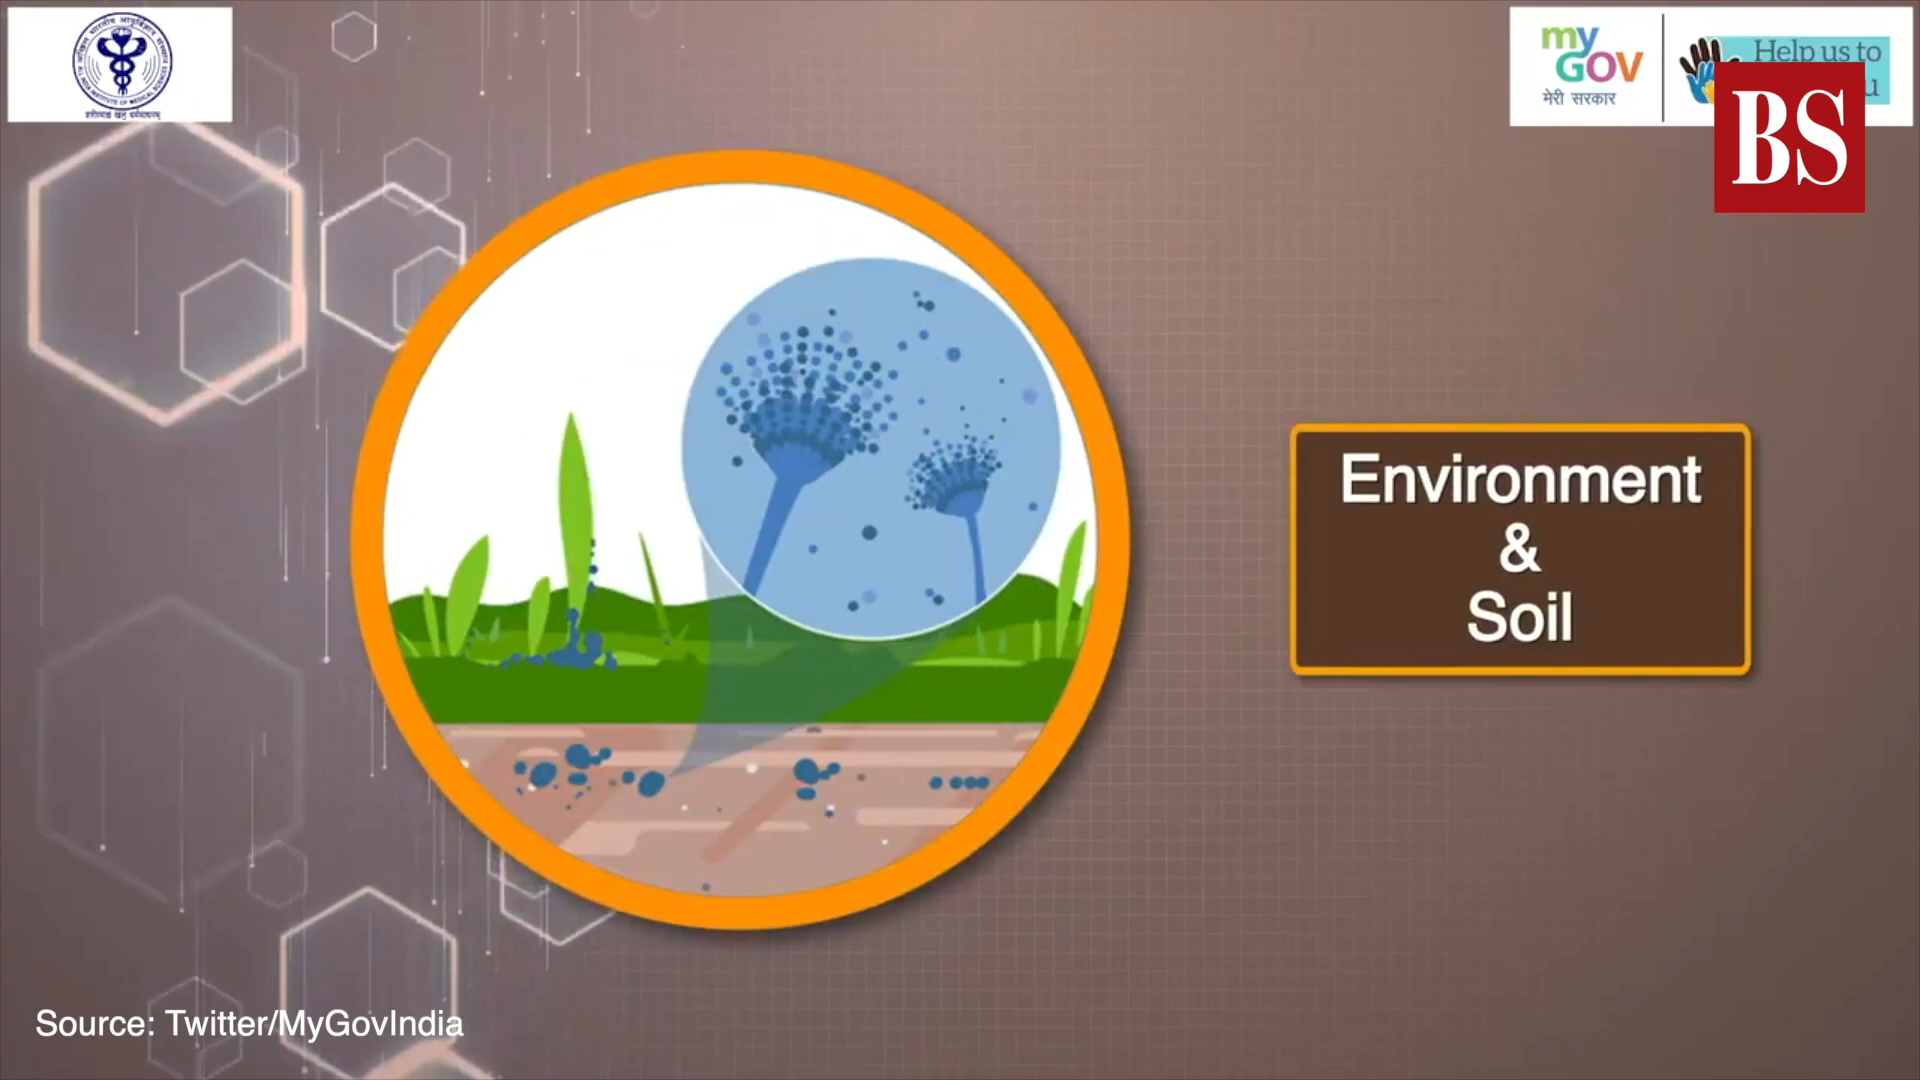 my
GOV
मेरी सरकार
Help us to
BS
Environment
&
Soil
Source: Twitter/MyGovIndia